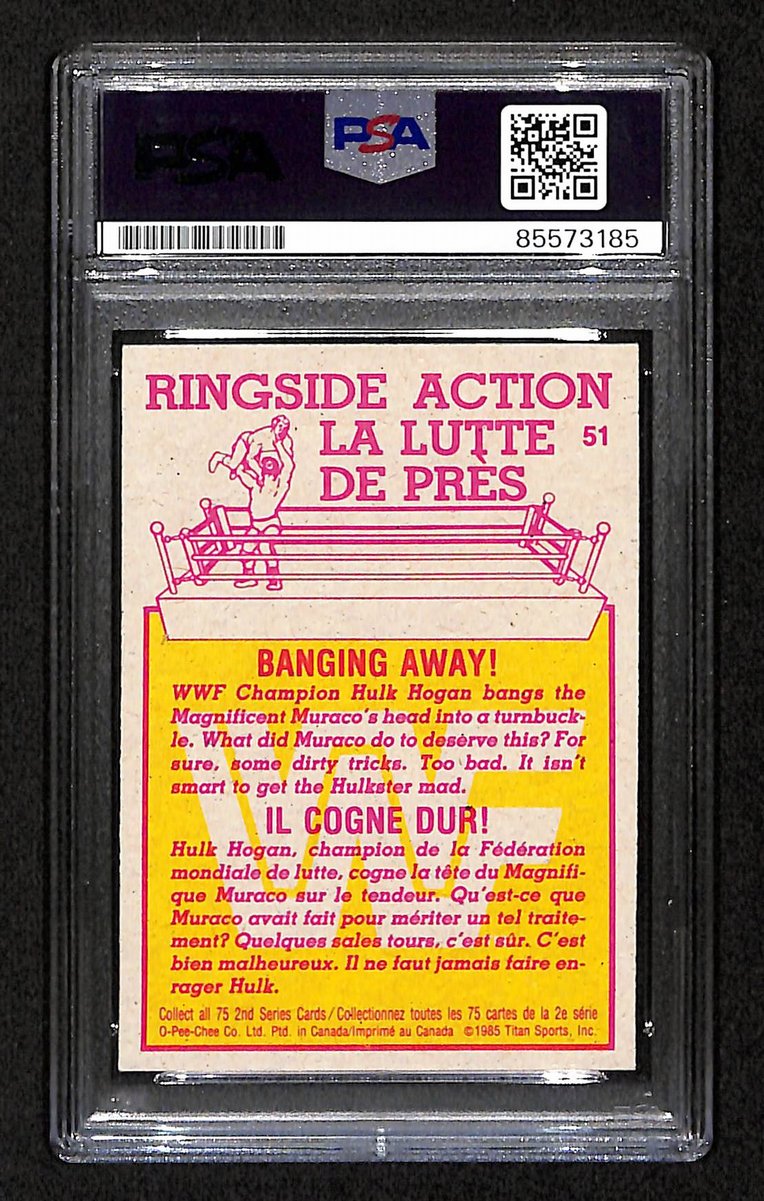 PSA
PSA
85573185
RINGSIDE ACTION
LA LUTTE 51
DE PRÈS
BANGING AWAY!
WWF Champion Hulk Hogan bangs the
Magnificent Muraco's head into a turnbuck-
le. What did Muraco do to deserve this? For
sure, some dirty tricks. Too bad. It isn't
smart to get the Hulkster mad.
IL COGNE DUR!
Hulk Hogan, champion de la Fédération
mondiale de lutte, cogne la tête du Magnifi-
que Muraco sur le tendeur. Qu'est-ce que
Muraco avait fait pour mériter un tel traite-
ment? Quelques sales tours, c'est sûr. C'est
bien malheureux. Il ne faut jamais faire en-
rager Hulk.
Collect all 75 2nd Series Cards/Collectionnez toutes les 75 cartes de la 2e série
O-Pee-Chee Co. Ltd. Ptd. in Canada/Imprimé au Canada ©1985 Titan Sports, Inc.
WF